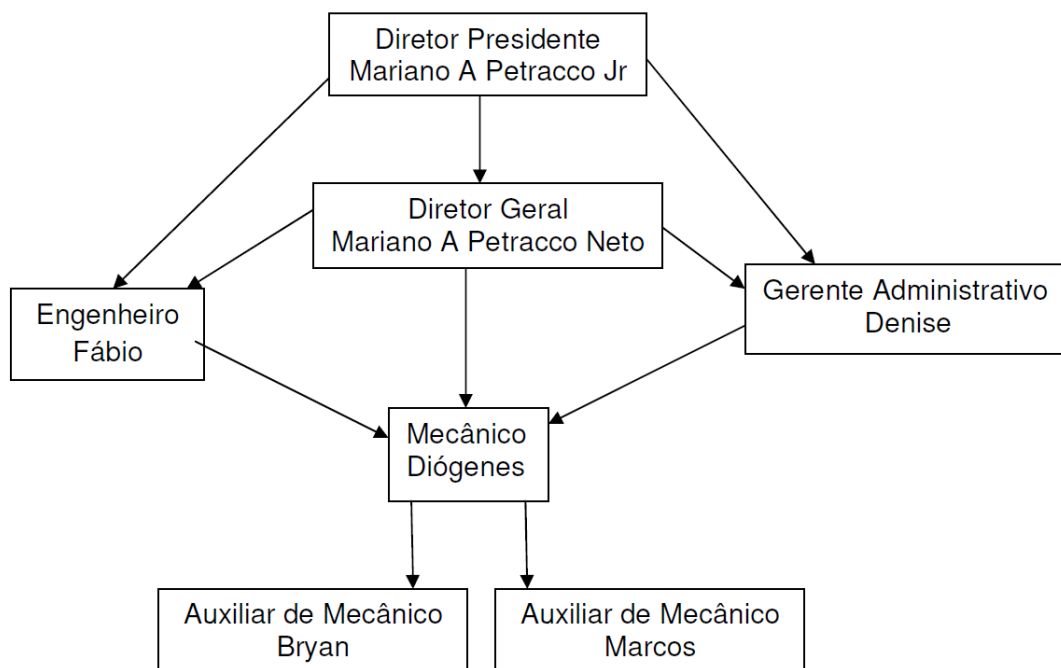 Diretor Presidente
Mariano A Petracco Jr
Diretor Geral
Mariano A Petracco Neto
Engenheiro
Fábio
Gerente Administrativo
Denise
Mecânico
Diógenes
Auxiliar de Mecânico
Bryan
Auxiliar de Mecânico
Marcos